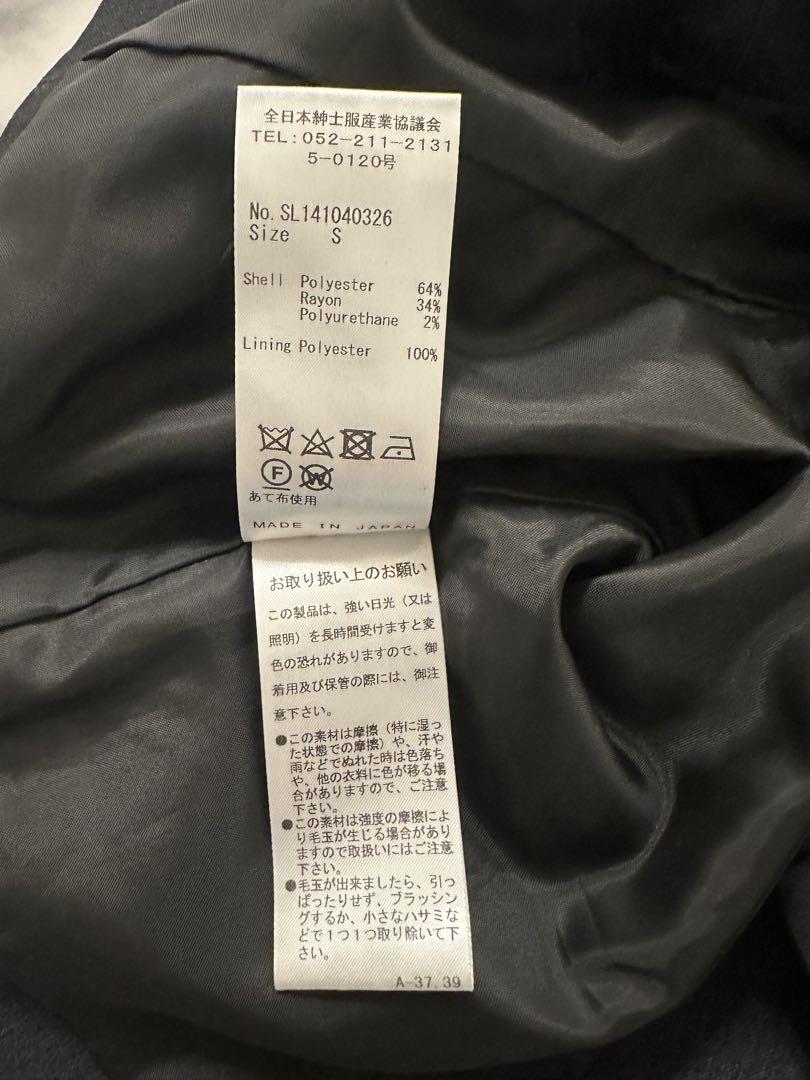 全日本紳士服産業協議会
TEL:052-211-2131
5-0120号
No. SL141040326
Size S
Shell Polyester 64%
Rayon 34%
Polyurethane 2%
Lining Polyester 100%
F W
あて布使用
MADE IN JAPAN
お取り扱い上のお願い
この製品は、強い日光（又は
照明）を長時間受けますと変
色の恐れがありますので、御
着用及び保管の際には、御注
意下さい。
●この素材は摩擦（特に湿っ
た状態での摩擦）や、汗や
雨などでぬれた時は色落ち
や、他の衣料に色が移る場
合がありますので、ご注意
下さい。
●この素材は強度の摩擦によ
り毛玉が生じる場合があり
ますので取扱いにはご注意
下さい。
●毛玉が出来ましたら、引っ
ぱったりせず、ブラッシン
グするか、小さなハサミな
どで1つ1つ取り除いて下
さい。
A-37,39